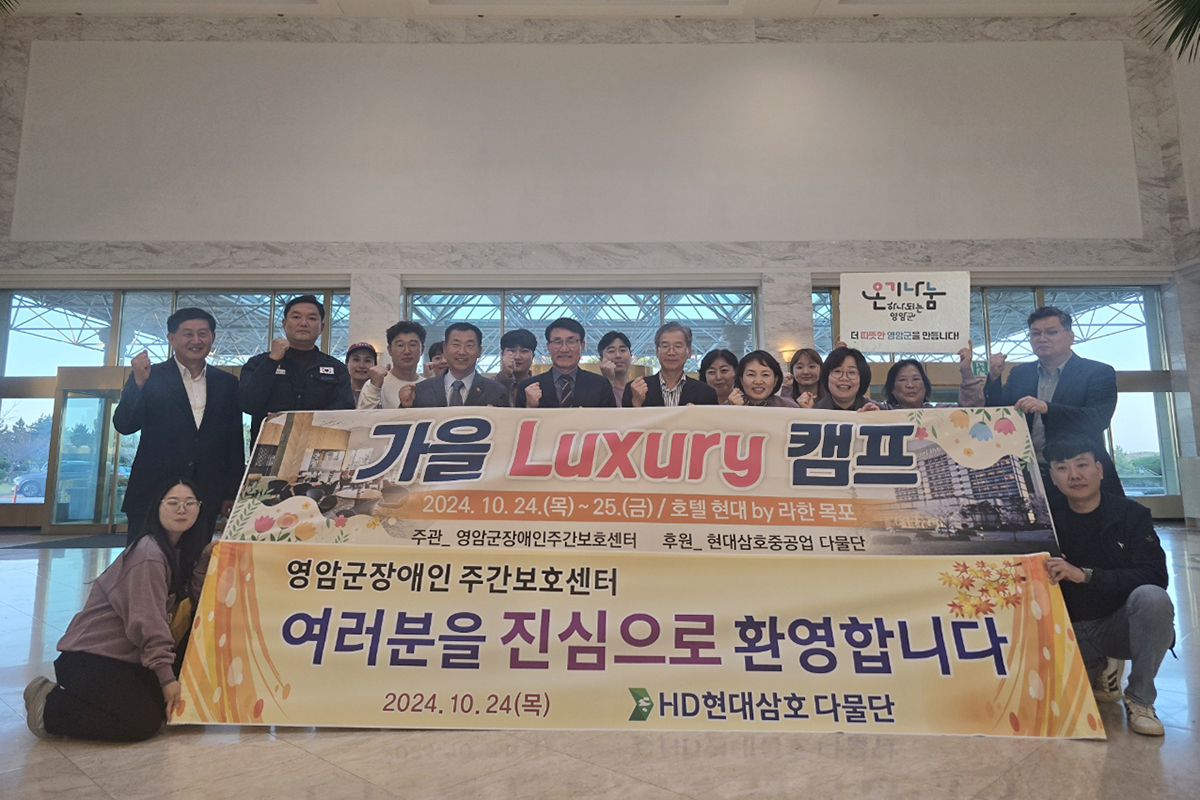 온기나눔
하나되는
영암군
더 따뜻한 영암군을 만듭니다!
가을 Luxury 캠프
2024. 10. 24.(목) ~ 25.(금) / 호텔 현대 by 라한 목포
주관_ 영암군장애인주간보호센터 후원_ 현대삼호중공업 다물단
영암군장애인 주간보호센터
여러분을 진심으로 환영합니다
2024. 10. 24(목) HD현대삼호 다물단